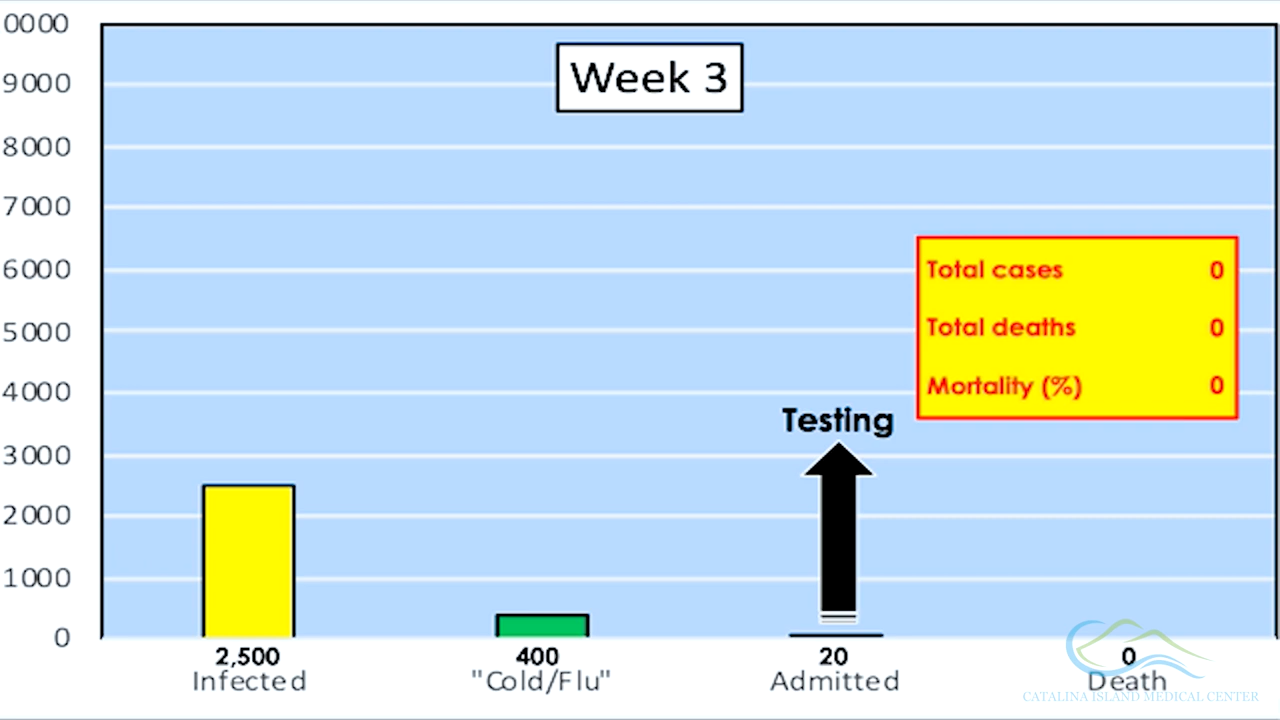 0000
9000
8000
7000
6000
5000
4000
3000
2000
1000
0
Week 3
Total cases 0
Total deaths 0
Mortality (%) 0
Testing
2,500 400 20 0
Infected "Cold/Flu" Admitted Death
CATALINA ISLAND MEDICAL CENTER